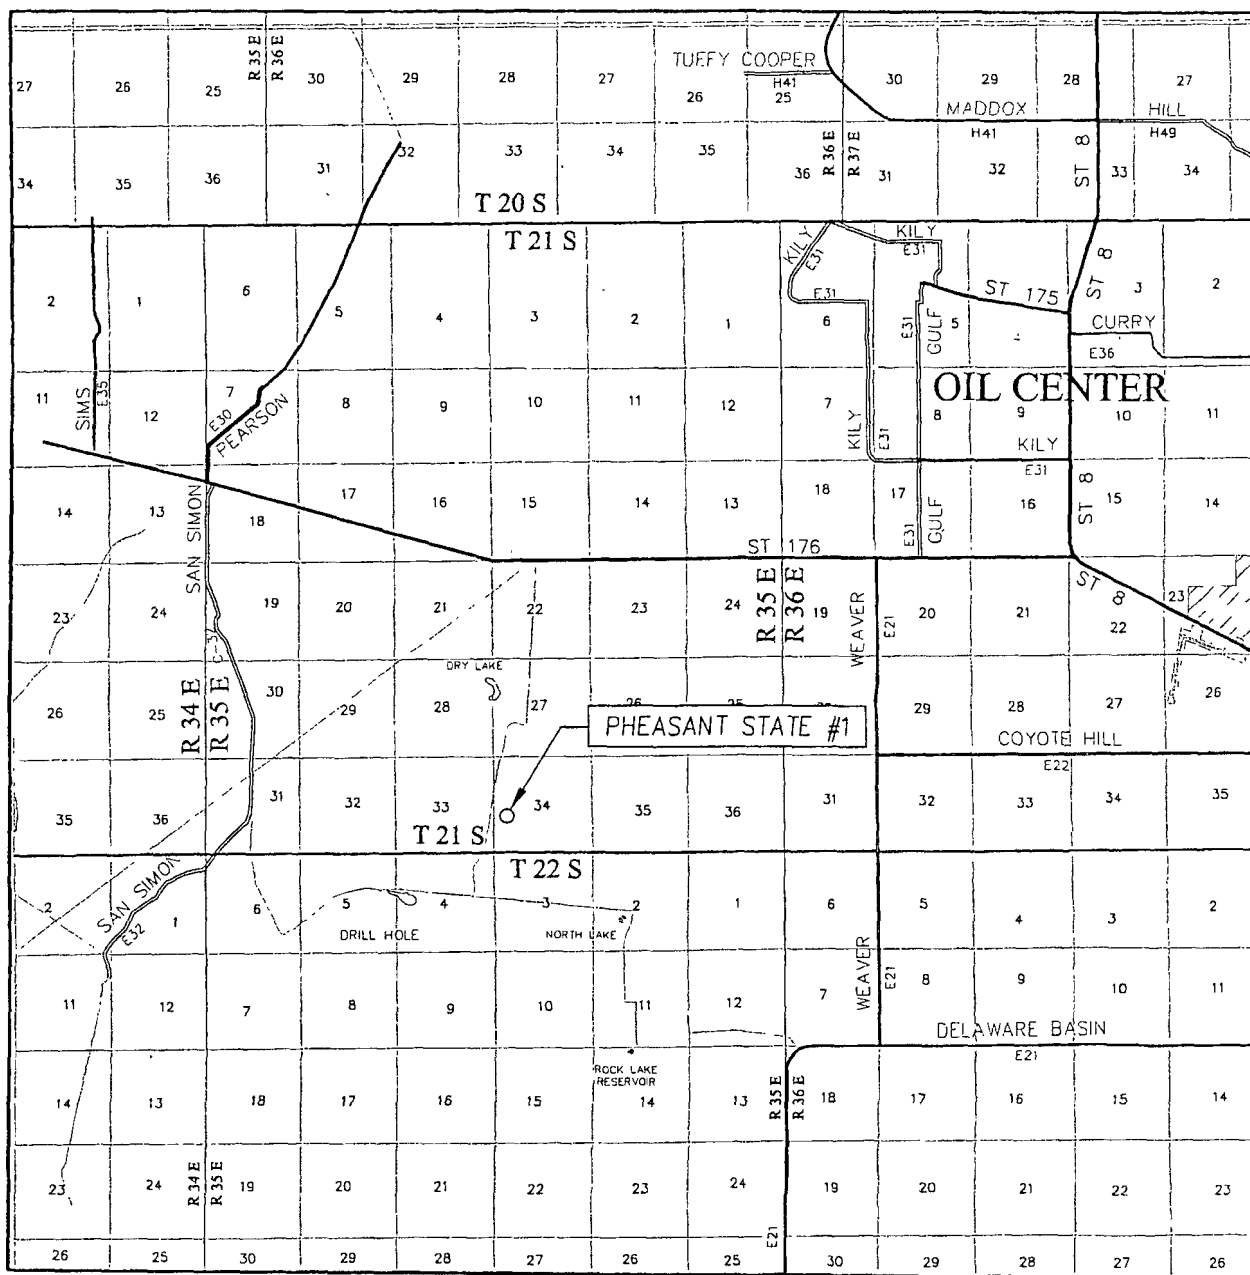 R 35 E R 36 E
TUFFY COOPER
H41
27 26 25 30 29 28 27 26 25 30 29 28 27
MADDOX HILL
H41 H49
34 35 36 31 32 33 34 35 36 31 32 33 34
R 36 E R 37 E
ST 8
T 20 S
T 21 S
KILY E31
KILY E31
E31
ST 175
ST 8
2 1 6 5 4 3 2 1 6 5 3 2
E31 GULF
CURRY
E36
OIL CENTER
SIMS E35
11 12 7 8 9 10 11 12 7 8 9 10 11
E30 PEARSON
KILY E31
KILY
E31
14 13 18 17 16 15 14 13 18 17 16 15 14
SAN SIMON
E31 GULF
ST 8
ST 176
R 35 E R 36 E
ST 8
23 24 19 20 21 22 23 24 19 20 21 22 23
WEAVER E21
DRY LAKE
R 34 E R 35 E
26 25 30 29 28 27 26 25 29 28 27 26
PHEASANT STATE #1
COYOTE HILL
E22
35 36 31 32 33 34 35 36 31 32 33 34 35
T 21 S
T 22 S
SAN SIMON
E32
2 1 6 5 4 3 2 1 6 5 4 3 2
DRILL HOLE
NORTH LAKE
WEAVER E21
11 12 7 8 9 10 11 12 7 8 9 10 11
DELAWARE BASIN
E21
ROCK LAKE
RESERVOIR
R 35 E R 36 E
14 13 18 17 16 15 14 13 18 17 16 15 14
R 34 E R 35 E
23 24 19 20 21 22 23 24 19 20 21 22 23
E21
26 25 30 29 28 27 26 25 30 29 28 27 26